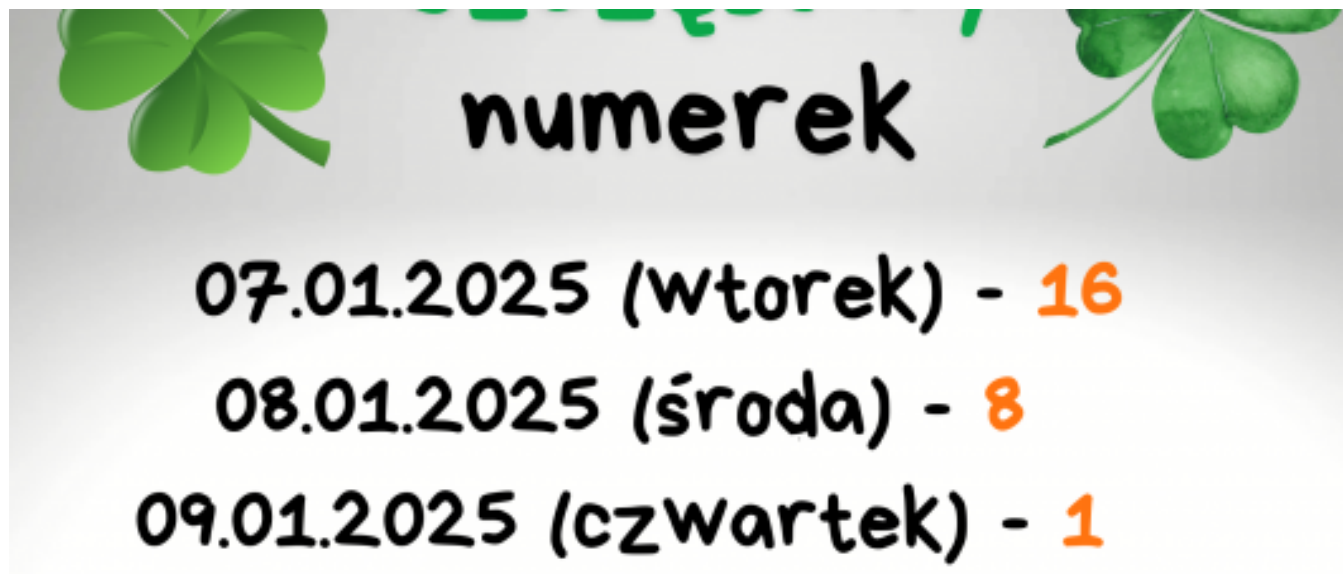 numerek
07.01.2025 (wtorek) - 16
08.01.2025 (środa) - 8
09.01.2025 (czwartek) - 1